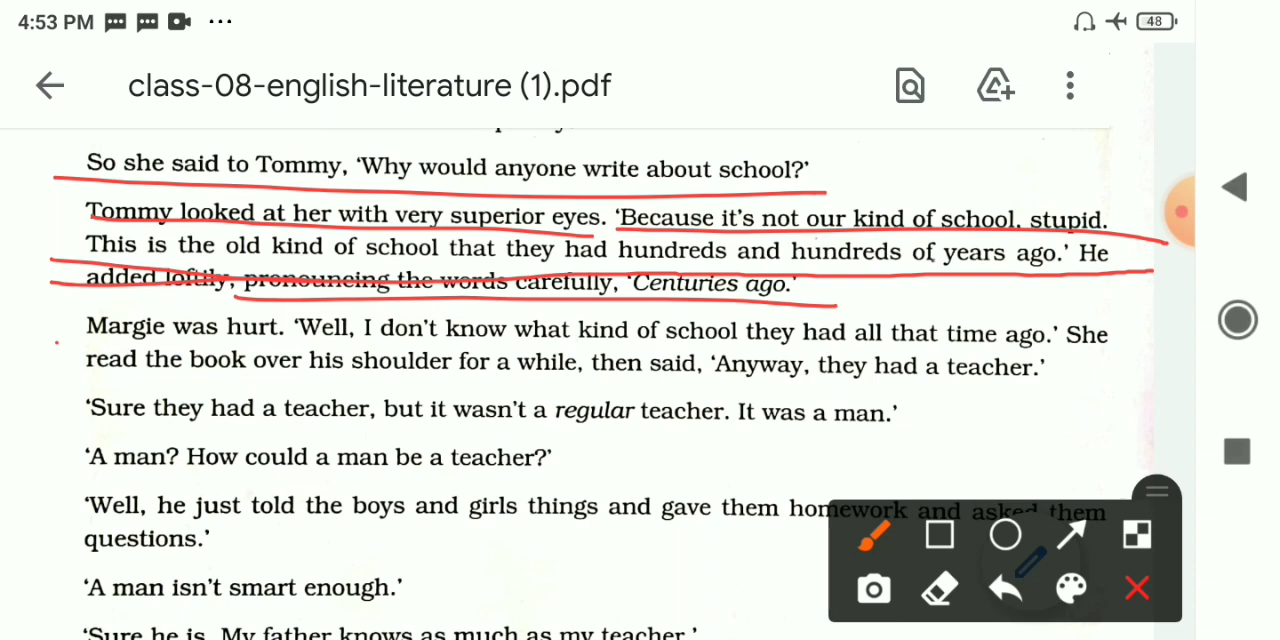 4:53 PM ...
48
class-08-english-literature (1).pdf
So she said to Tommy, ‘Why would anyone write about school?’
Tommy looked at her with very superior eyes. ‘Because it’s not our kind of school, stupid.
This is the old kind of school that they had hundreds and hundreds of years ago.’ He
added loftily, pronouncing the words carefully, ‘Centuries ago.’
Margie was hurt. ‘Well, I don’t know what kind of school they had all that time ago.’ She
read the book over his shoulder for a while, then said, ‘Anyway, they had a teacher.’
‘Sure they had a teacher, but it wasn’t a regular teacher. It was a man.’
‘A man? How could a man be a teacher?’
‘Well, he just told the boys and girls things and gave them homework and asked them
questions.’
‘A man isn’t smart enough.’
‘Sure he is. My father knows as much as my teacher.’